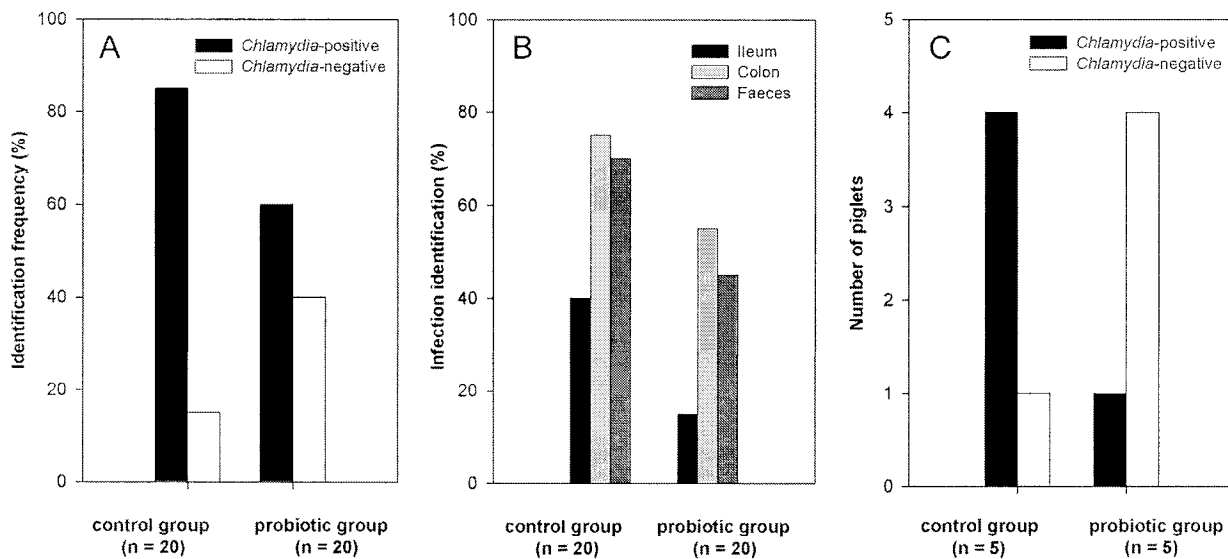 A
Chlamydia-positive
Chlamydia-negative
Identification frequency (%)
100
80
60
40
20
0
control group
(n = 20)
probiotic group
(n = 20)
B
Ileum
Colon
Faeces
Infection identification (%)
100
80
60
40
20
0
control group
(n = 20)
probiotic group
(n = 20)
C
Chlamydia-positive
Chlamydia-negative
Number of piglets
5
4
3
2
1
0
control group
(n = 5)
probiotic group
(n = 5)